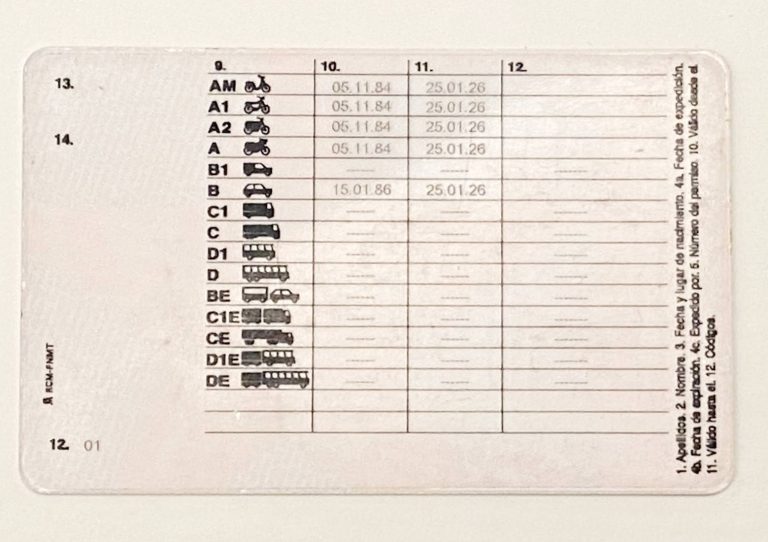 9. 10. 11. 12.
13.
AM 05.11.84 25.01.26
A1 05.11.84 25.01.26
A2 05.11.84 25.01.26
14.
A 05.11.84 25.01.26
B1 ------ ------ ------
B 15.01.86 25.01.26
C1 ------ ------ ------
C ------ ------ ------
D1 ------ ------ ------
D ------ ------ ------
BE ------ ------ ------
C1E ------ ------ ------
CE ------ ------ ------
D1E ------ ------ ------
DE ------ ------ ------
RCM-FNMT
12. 01
1. Apellidos. 2. Nombre. 3. Fecha y lugar de nacimiento. 4a. Fecha de expedición.
4b. Fecha de expiración. 4c. Expedido por. 5. Número del permiso. 10. Válido desde el.
11. Válido hasta el. 12. Códigos.